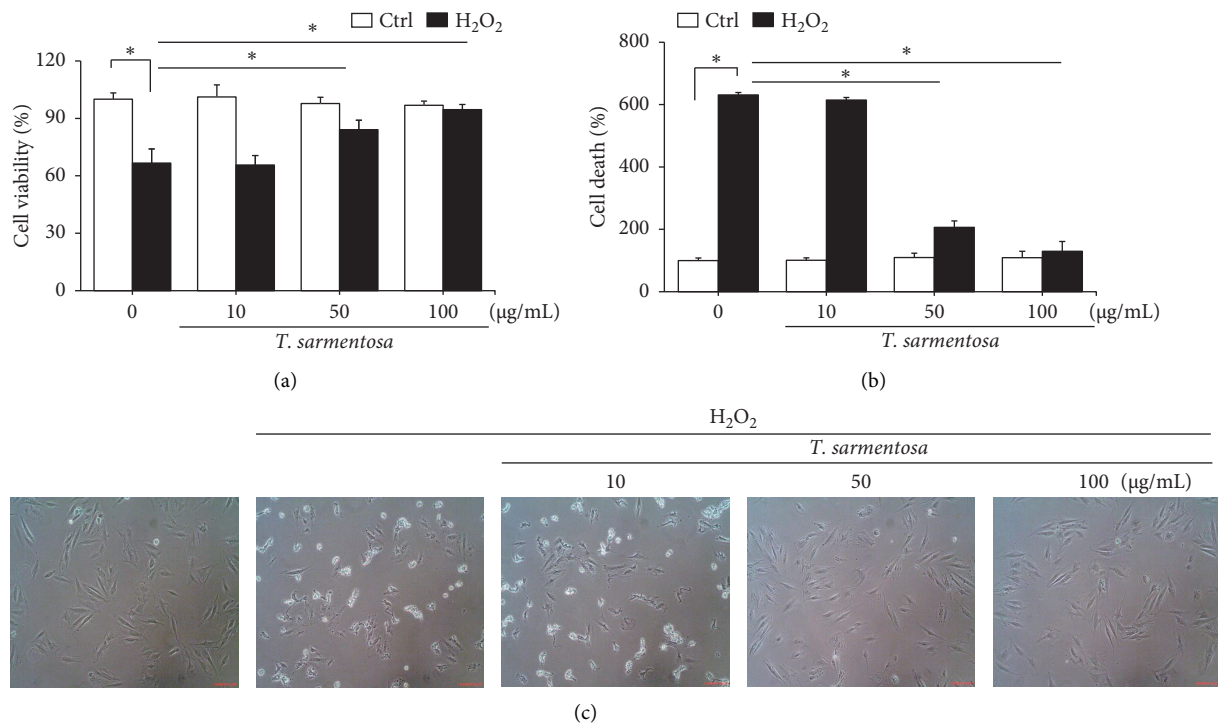 Ctrl H₂O₂
*
*
*
120
90
60
30
0
Cell viability (%)
0 10 50 100 (μg/mL)
T. sarmentosa
(a)
Ctrl H₂O₂
*
*
*
800
600
400
200
0
Cell death (%)
0 10 50 100 (μg/mL)
T. sarmentosa
(b)
H₂O₂
T. sarmentosa
10 50 100 (μg/mL)
(c)